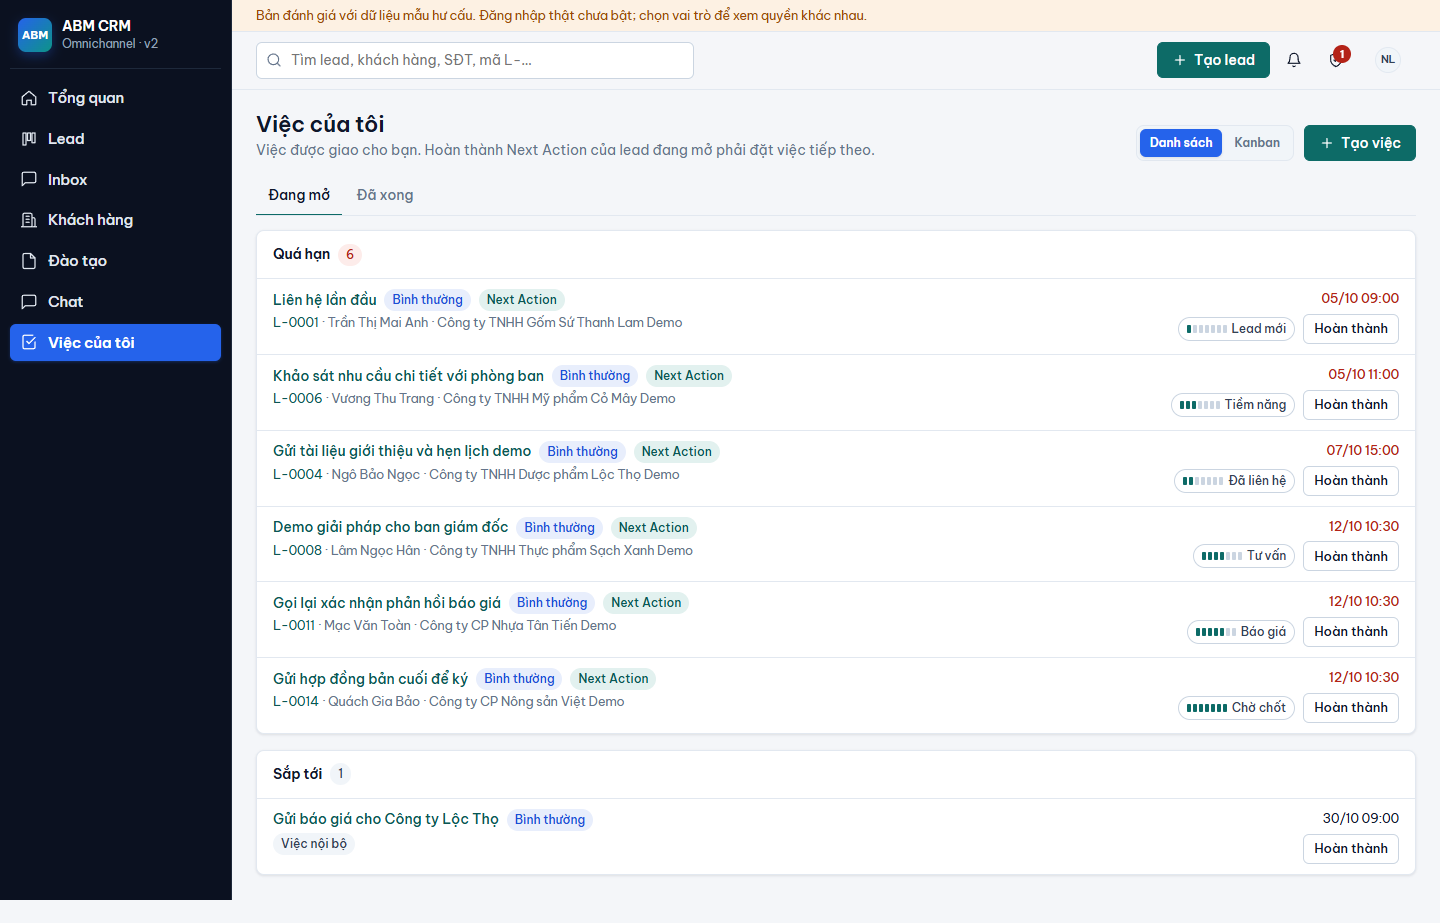 ABM
ABM CRM
Omnichannel · v2
Tổng quan
Lead
Inbox
Khách hàng
Đào tạo
Chat
Việc của tôi
Bản đánh giá với dữ liệu mẫu hư cấu. Đăng nhập thật chưa bật; chọn vai trò để xem quyền khác nhau.
Tìm lead, khách hàng, SĐT, mã L-...
+ Tạo lead
1
NL
Việc của tôi
Việc được giao cho bạn. Hoàn thành Next Action của lead đang mở phải đặt việc tiếp theo.
Danh sách Kanban
+ Tạo việc
Đang mở Đã xong
Quá hạn 6
Liên hệ lần đầu Bình thường Next Action 05/10 09:00
L-0001 · Trần Thị Mai Anh · Công ty TNHH Gốm Sứ Thanh Lam Demo Lead mới Hoàn thành
Khảo sát nhu cầu chi tiết với phòng ban Bình thường Next Action 05/10 11:00
L-0006 · Vương Thu Trang · Công ty TNHH Mỹ phẩm Cỏ Mây Demo Tiềm năng Hoàn thành
Gửi tài liệu giới thiệu và hẹn lịch demo Bình thường Next Action 07/10 15:00
L-0004 · Ngô Bảo Ngọc · Công ty TNHH Dược phẩm Lộc Thọ Demo Đã liên hệ Hoàn thành
Demo giải pháp cho ban giám đốc Bình thường Next Action 12/10 10:30
L-0008 · Lâm Ngọc Hân · Công ty TNHH Thực phẩm Sạch Xanh Demo Tư vấn Hoàn thành
Gọi lại xác nhận phản hồi báo giá Bình thường Next Action 12/10 10:30
L-0011 · Mạc Văn Toàn · Công ty CP Nhựa Tân Tiến Demo Báo giá Hoàn thành
Gửi hợp đồng bản cuối để ký Bình thường Next Action 12/10 10:30
L-0014 · Quách Gia Bảo · Công ty CP Nông sản Việt Demo Chờ chốt Hoàn thành
Sắp tới 1
Gửi báo giá cho Công ty Lộc Thọ Bình thường 30/10 09:00
Việc nội bộ Hoàn thành